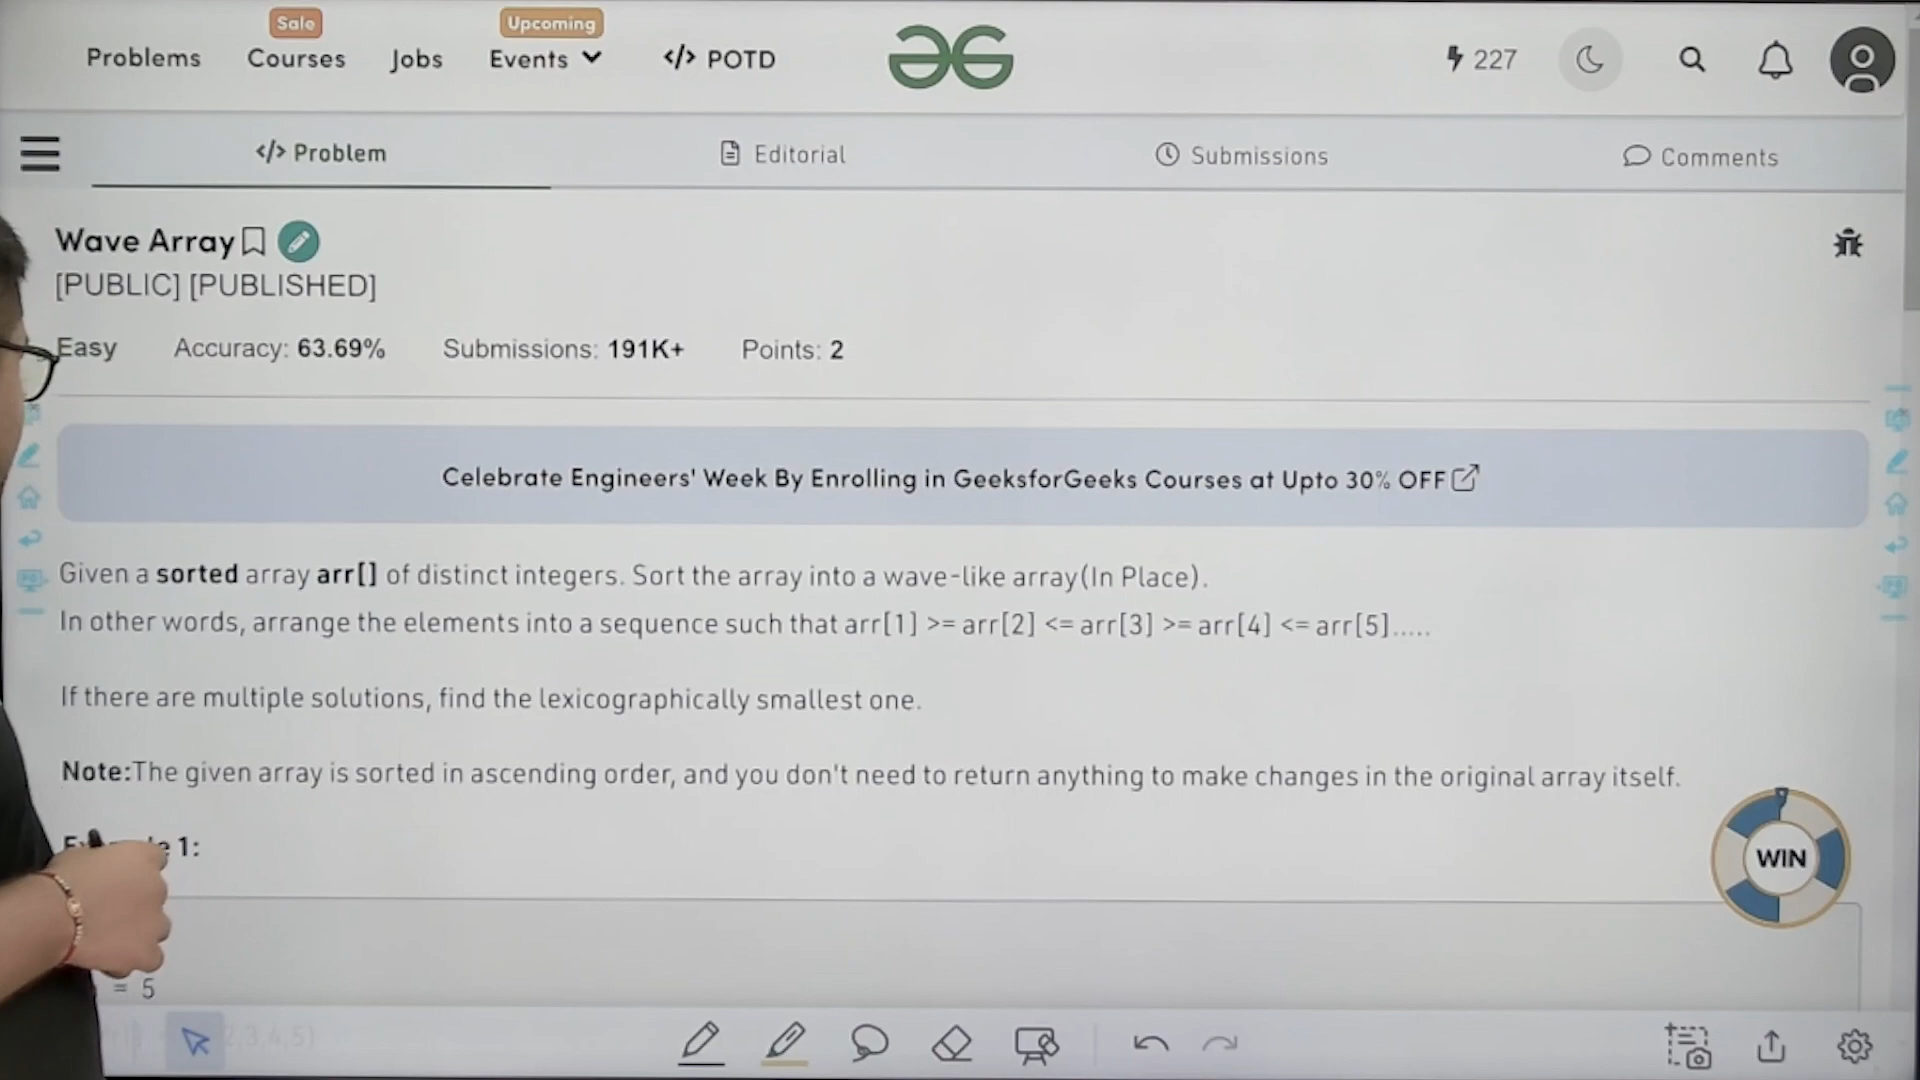 Sale
Upcoming
Problems Courses Jobs Events </> POTD 227
</> Problem Editorial Submissions Comments
Wave Array
[PUBLIC] [PUBLISHED]
Easy Accuracy: 63.69% Submissions: 191K+ Points: 2
Celebrate Engineers' Week By Enrolling in GeeksforGeeks Courses at Upto 30% OFF
Given a sorted array arr[] of distinct integers. Sort the array into a wave-like array(In Place).
In other words, arrange the elements into a sequence such that arr[1] >= arr[2] <= arr[3] >= arr[4] <= arr[5].....
If there are multiple solutions, find the lexicographically smallest one.
Note:The given array is sorted in ascending order, and you don't need to return anything to make changes in the original array itself.
1:
WIN
= 5
2,3,4,5}